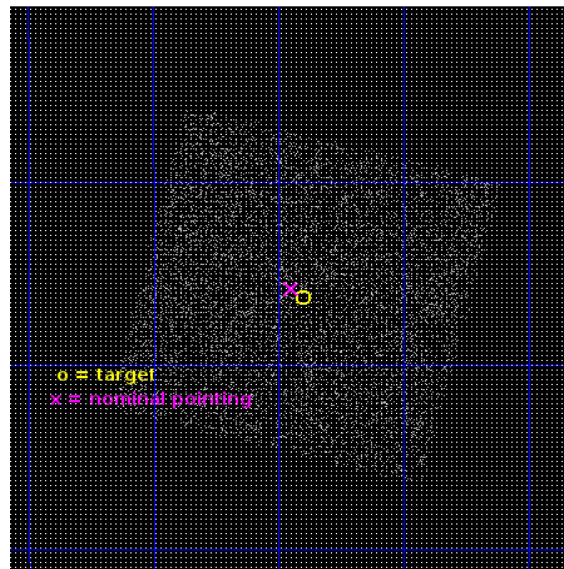 o = target
x = nominal pointing